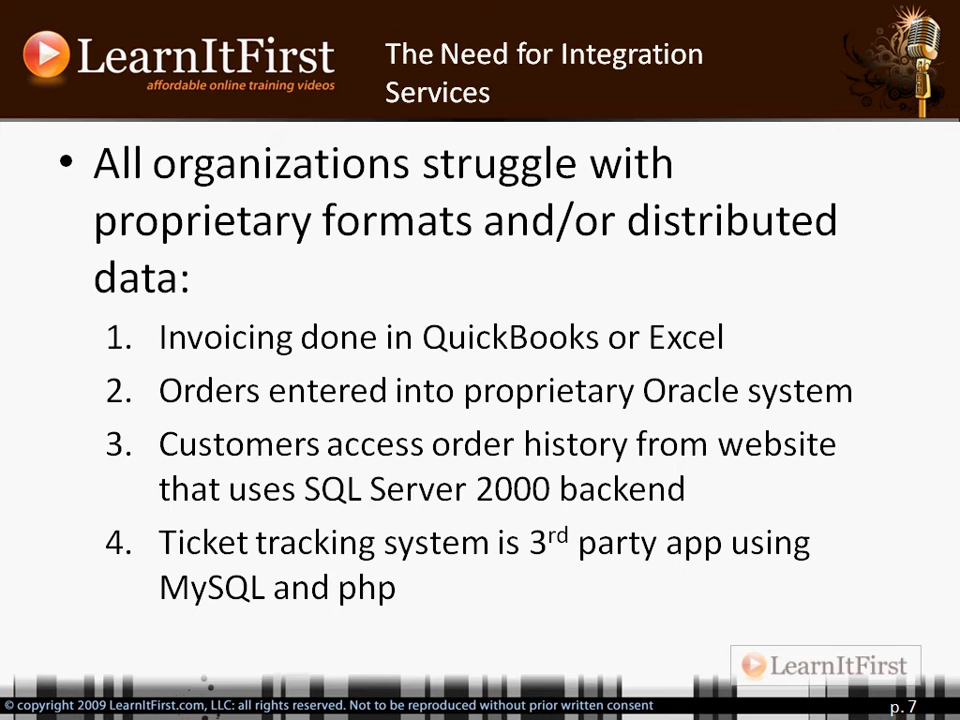 LearnItFirst
affordable online training videos
The Need for Integration
Services
• All organizations struggle with
proprietary formats and/or distributed
data:
1. Invoicing done in QuickBooks or Excel
2. Orders entered into proprietary Oracle system
3. Customers access order history from website
that uses SQL Server 2000 backend
4. Ticket tracking system is 3rd party app using
MySQL and php
LearnItFirst
© copyright 2009 LearnItFirst.com, LLC: all rights reserved. Not to be reproduced without prior written consent
p. 7